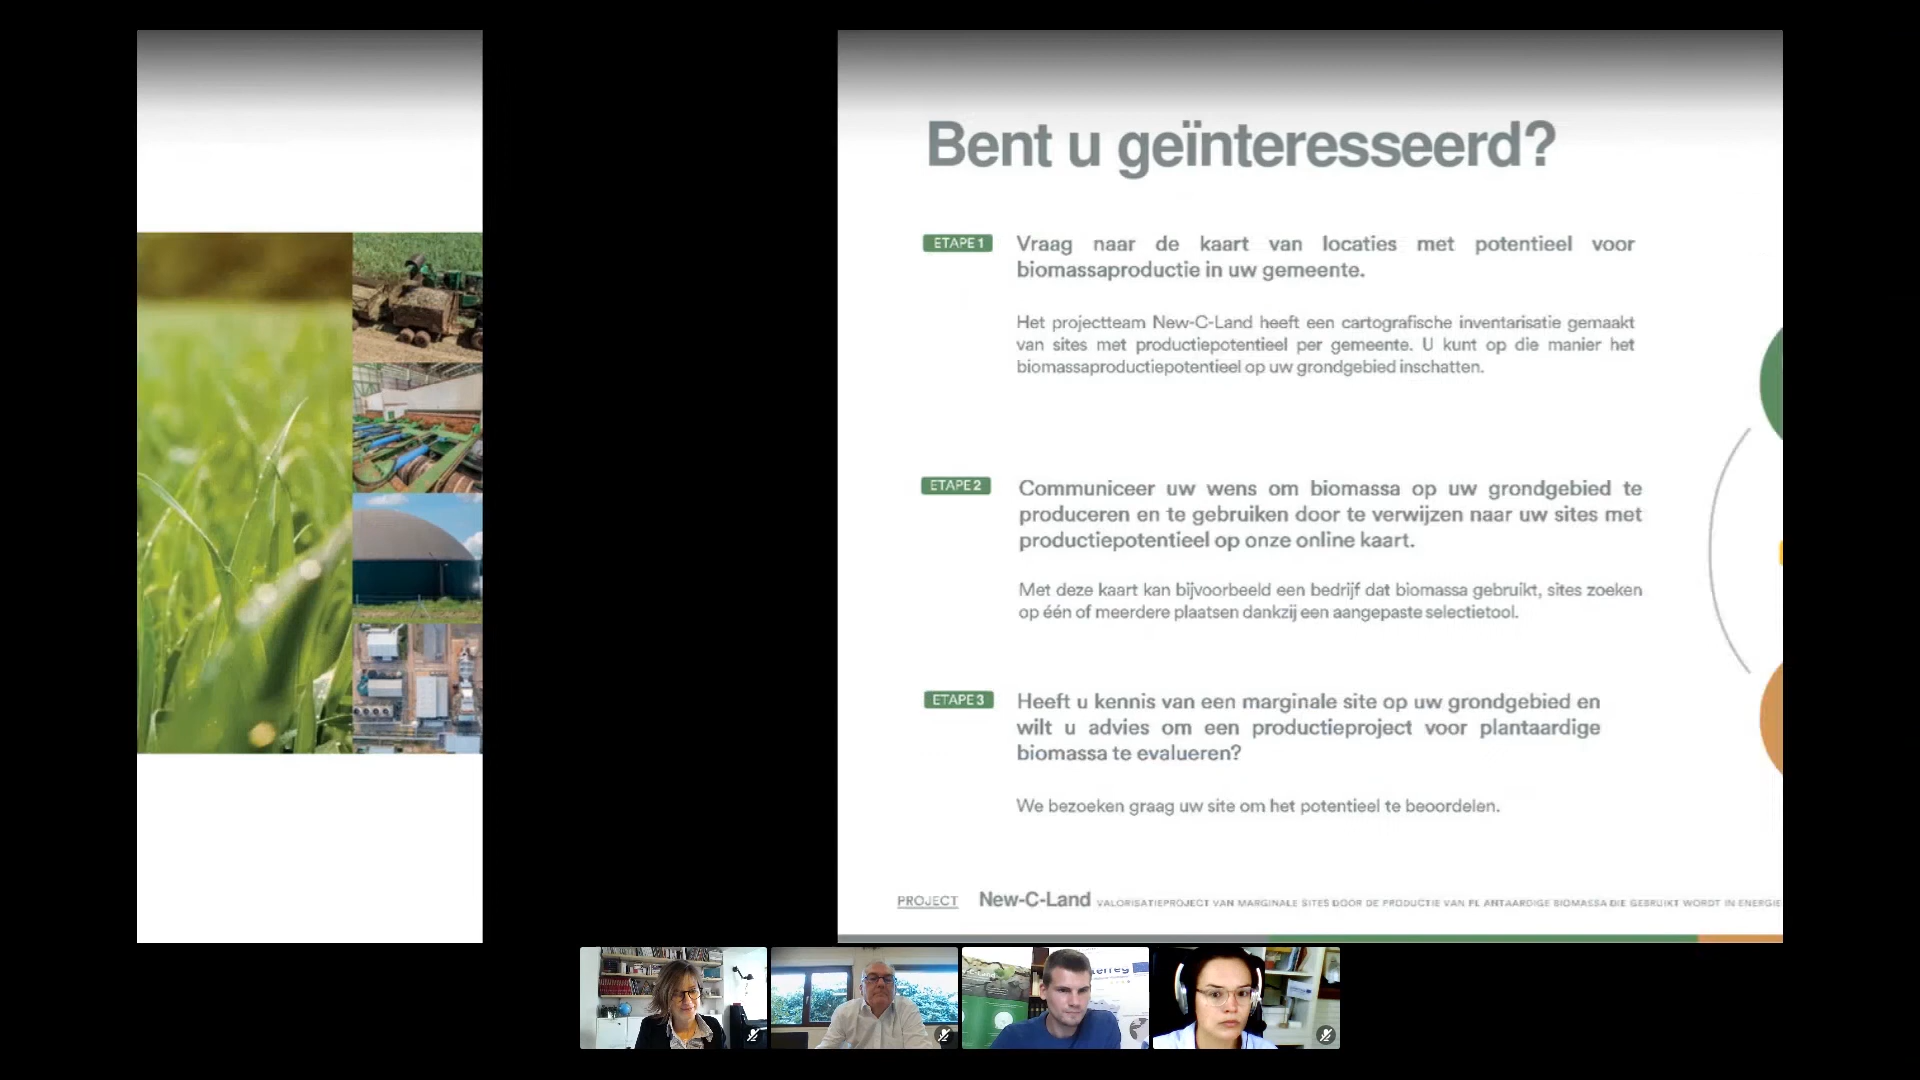 Bent u geïnteresseerd?
ETAPE 1
Vraag naar de kaart van locaties met potentieel voor
biomassaproductie in uw gemeente.
Het projectteam New-C-Land heeft een cartografische inventarisatie gemaakt
van sites met productiepotentieel per gemeente. U kunt op die manier het
biomassaproductiepotentieel op uw grondgebied inschatten.
ETAPE 2
Communiceer uw wens om biomassa op uw grondgebied te
produceren en te gebruiken door te verwijzen naar uw sites met
productiepotentieel op onze online kaart.
Met deze kaart kan bijvoorbeeld een bedrijf dat biomassa gebruikt, sites zoeken
op één of meerdere plaatsen dankzij een aangepaste selectietool.
ETAPE 3
Heeft u kennis van een marginale site op uw grondgebied en
wilt u advies om een productieproject voor plantaardige
biomassa te evalueren?
We bezoeken graag uw site om het potentieel te beoordelen.
PROJECT New-C-Land VALORISATIEPROJECT VAN MARGINALE SITES DOOR DE PRODUCTIE VAN PLANTAARDIGE BIOMASSA DIE GEBRUIKT WORDT IN ENERGIE